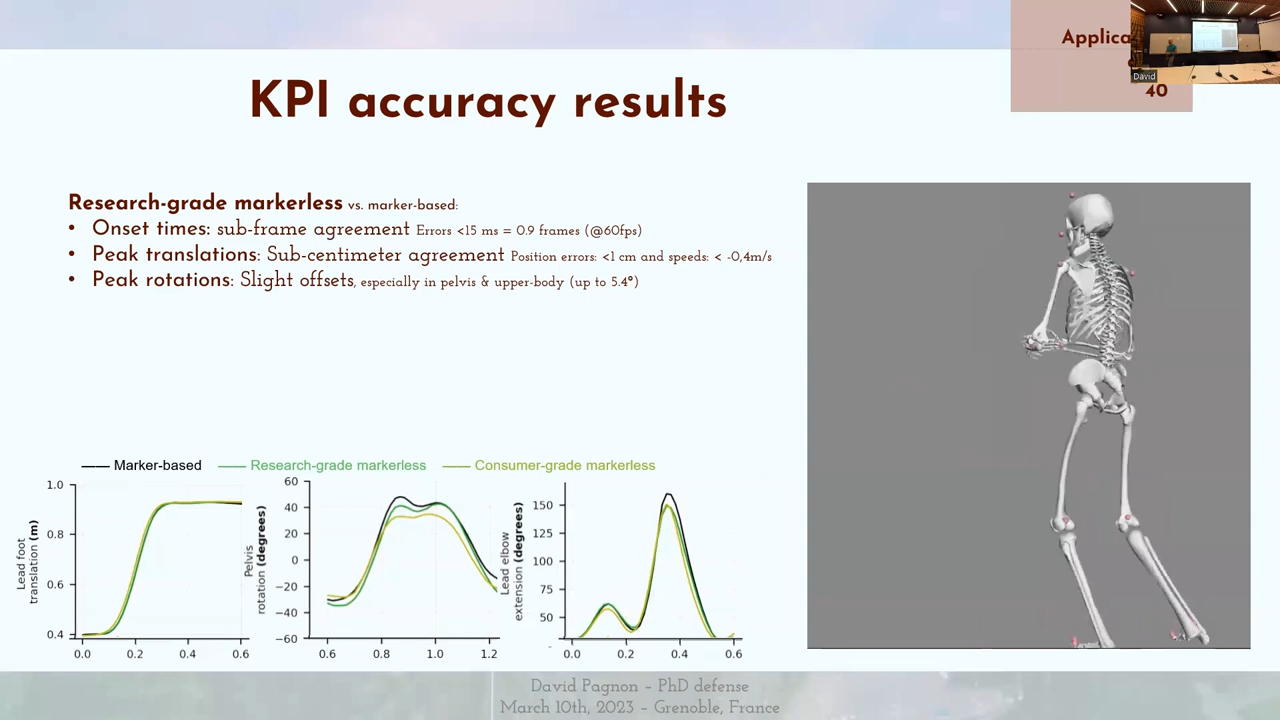 Applica
David
40
KPI accuracy results
Research-grade markerless vs. marker-based:
• Onset times: sub-frame agreement Errors <15 ms = 0.9 frames (@60fps)
• Peak translations: Sub-centimeter agreement Position errors: <1 cm and speeds: < -0,4m/s
• Peak rotations: Slight offsets, especially in pelvis & upper-body (up to 5.4°)
Marker-based Research-grade markerless Consumer-grade markerless
Lead foot
translation (m)
1.0
0.8
0.6
0.4
0.0 0.2 0.4 0.6
Pelvis
rotation (degrees)
60
40
20
0
−20
−40
−60
0.6 0.8 1.0 1.2
Lead elbow
extension (degrees)
150
125
100
75
50
0.0 0.2 0.4 0.6
David Pagnon – PhD defense
March 10th, 2023 – Grenoble, France